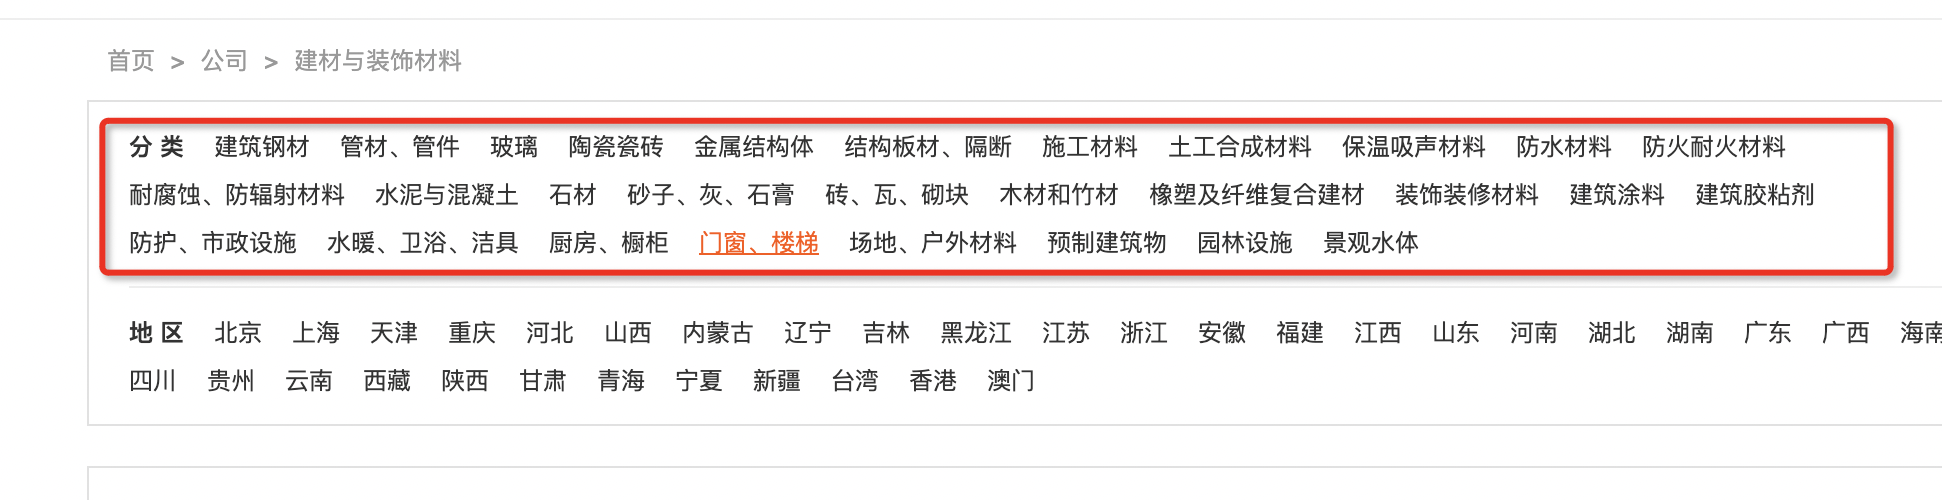 首页 > 公司 > 建材与装饰材料
分 类 建筑钢材 管材、管件 玻璃 陶瓷瓷砖 金属结构体 结构板材、隔断 施工材料 土工合成材料 保温吸声材料 防水材料 防火耐火材料
耐腐蚀、防辐射材料 水泥与混凝土 石材 砂子、灰、石膏 砖、瓦、砌块 木材和竹材 橡塑及纤维复合建材 装饰装修材料 建筑涂料 建筑胶粘剂
防护、市政设施 水暖、卫浴、洁具 厨房、橱柜 门窗、楼梯 场地、户外材料 预制建筑物 园林设施 景观水体
地 区 北京 上海 天津 重庆 河北 山西 内蒙古 辽宁 吉林 黑龙江 江苏 浙江 安徽 福建 江西 山东 河南 湖北 湖南 广东 广西 海南
四川 贵州 云南 西藏 陕西 甘肃 青海 宁夏 新疆 台湾 香港 澳门